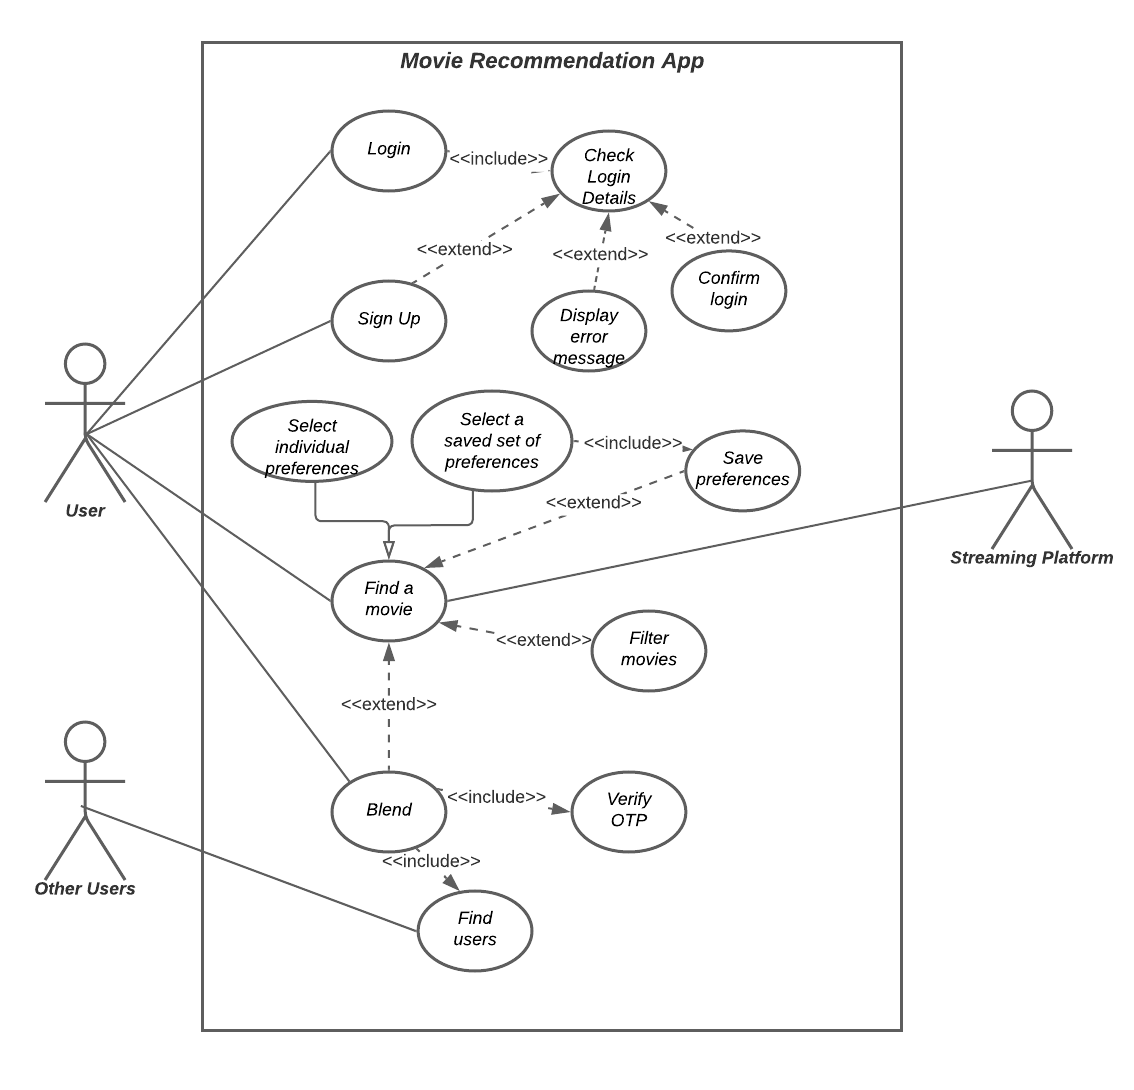 Movie Recommendation App
Login
<<include>>
Check
Login
Details
<<extend>>
<<extend>>
<<extend>>
Confirm
login
Sign Up
Display
error
message
Select
individual
preferences
Select a
saved set of
preferences
<<include>>
Save
preferences
<<extend>>
User
Streaming Platform
Find a
movie
<<extend>>
Filter
movies
<<extend>>
Blend
<<include>>
Verify
OTP
<<include>>
Other Users
Find
users